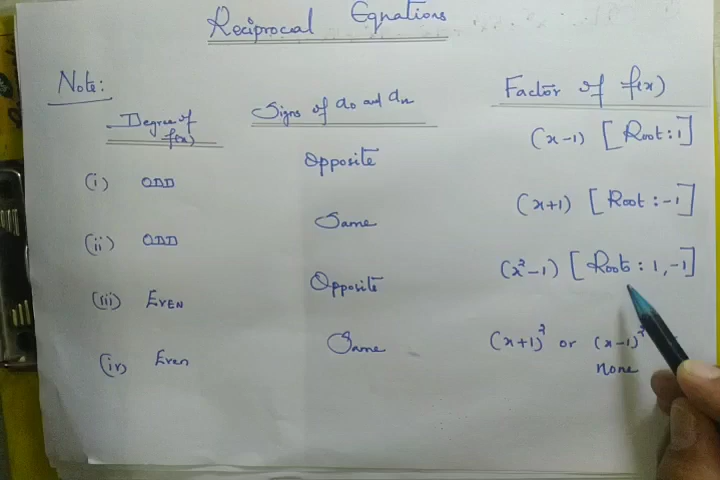 Reciprocal Equations
Note:
Degree of f(x) Signs of a0 and an Factor of f(x)
(i) ODD Opposite (x-1) [Root: 1]
(ii) ODD Same (x+1) [Root: -1]
(iii) EVEN Opposite (x²-1) [Roots: 1, -1]
(iv) Even Same (x+1)² or (x-1)²
none